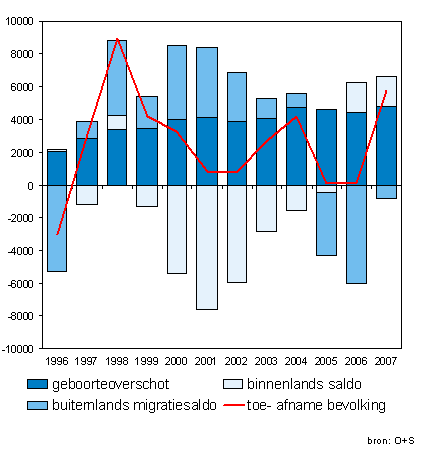 10000
8000
6000
4000
2000
0
-2000
-4000
-6000
-8000
-10000
1996 1997 1998 1999 2000 2001 2002 2003 2004 2005 2006 2007
geboorteoverschot binnenlands saldo
buitenlands migratiesaldo toe- afname bevolking
bron: O+S